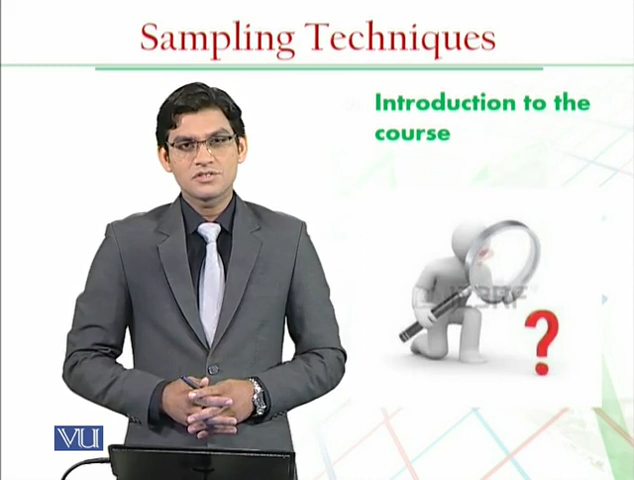 Sampling Techniques
Introduction to the
course
VU